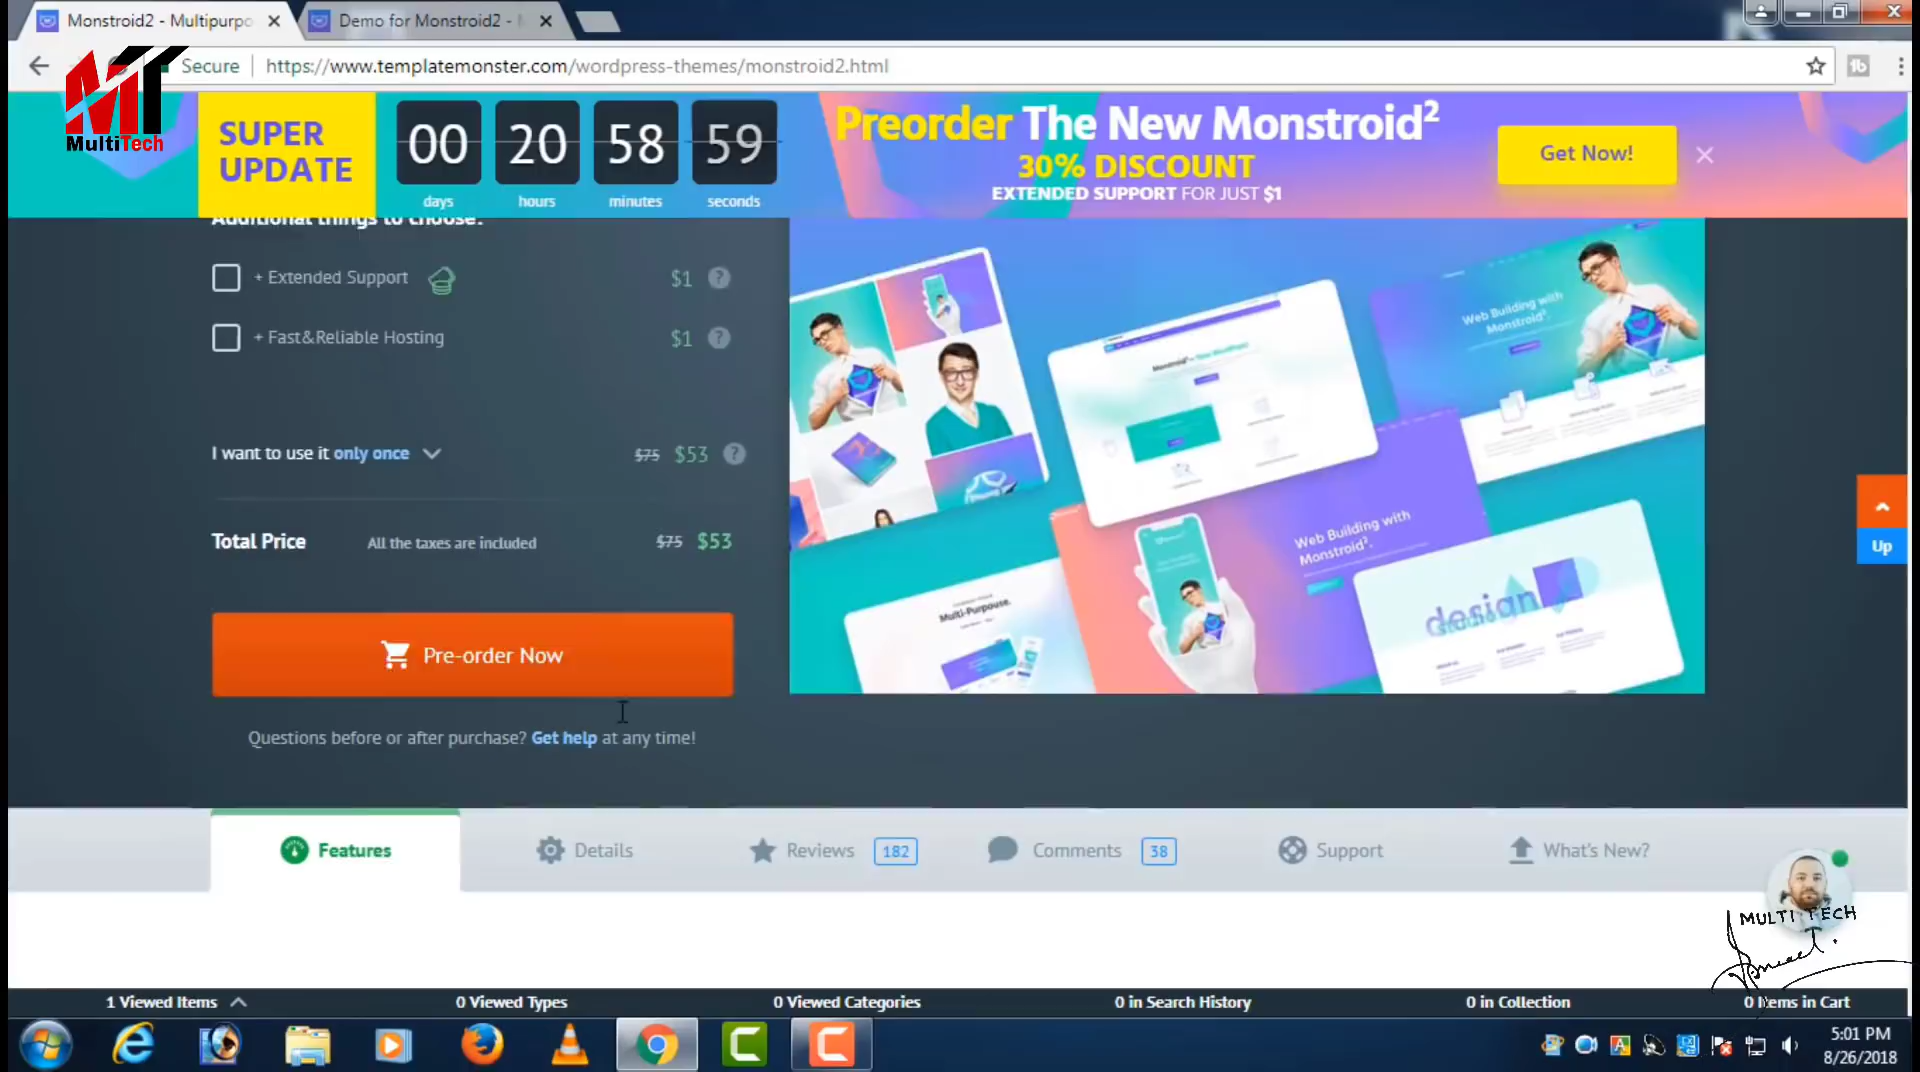 Monstroid2 - Multipurpo
Demo for Monstroid2 -
Secure
https://www.templatemonster.com/wordpress-themes/monstroid2.html
MT
MultiTech
SUPER
UPDATE
00 20 58 59
days hours minutes seconds
Preorder The New Monstroid²
30% DISCOUNT
EXTENDED SUPPORT FOR JUST $1
Get Now!
Additional things to choose:
+ Extended Support $1 ?
+ Fast&Reliable Hosting $1 ?
I want to use it only once $75 $53 ?
Total Price All the taxes are included $75 $53
Pre-order Now
Questions before or after purchase? Get help at any time!
Web Building with
Monstroid².
Multi-Purpouse.
Web Building with
Monstroid².
design
Up
Features
Details
Reviews 182
Comments 38
Support
What's New?
MULTI TECH
1 Viewed Items
0 Viewed Types
0 Viewed Categories
0 in Search History
0 in Collection
0 Items in Cart
5:01 PM
8/26/2018